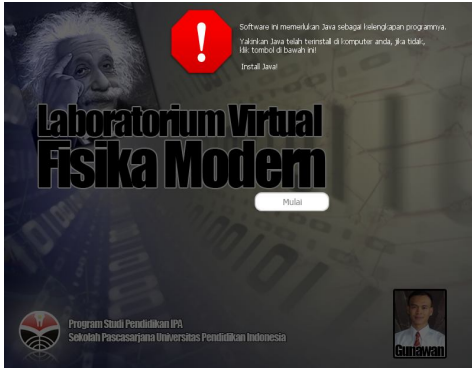 Software ini memerlukan Java sebagai kelengkapan programnya.
Yakinkan Java telah terinstall di komputer anda, jika tidak,
klik tombol di bawah ini!
Install Java!
Laboratorium Virtual
Fisika Modern
Mulai
Program Studi Pendidikan IPA
Sekolah Pascasarjana Universitas Pendidikan Indonesia
Gunawan